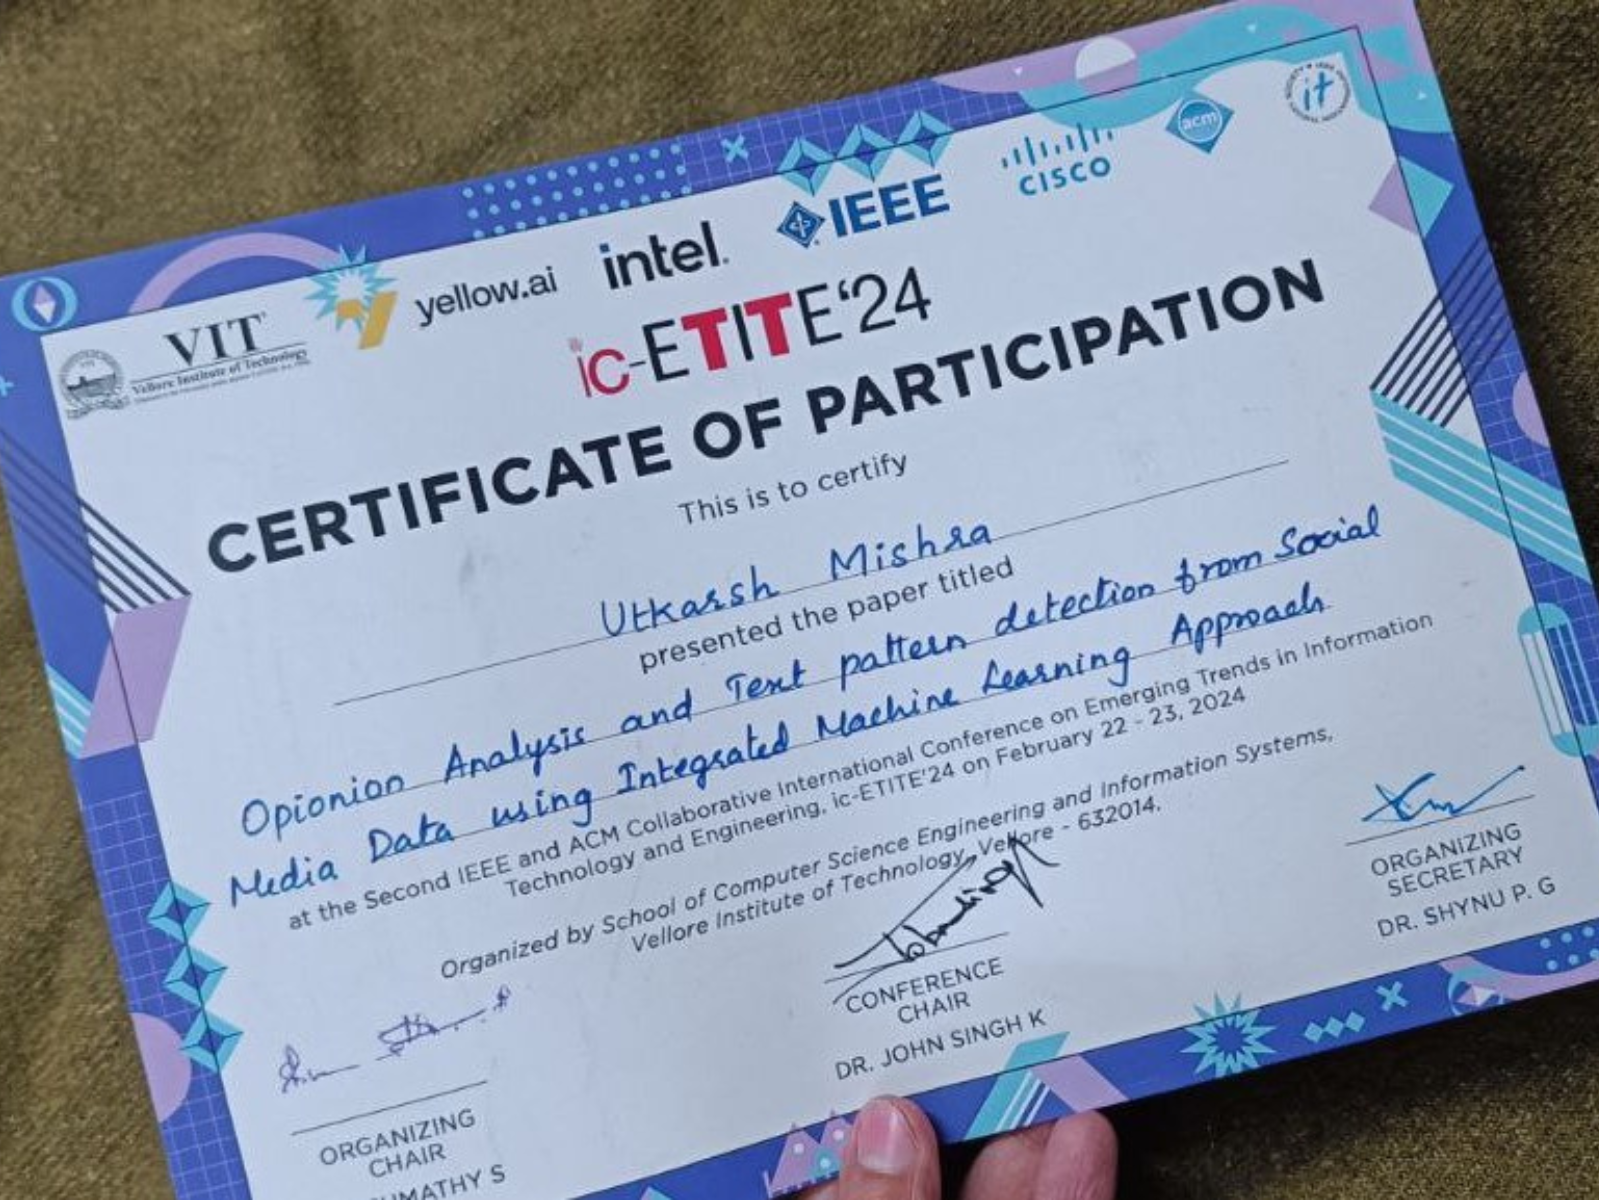 VIT
Vellore Institute of Technology
yellow.ai
intel.
IEEE
CISCO
acm
it
ic-ETITE'24
CERTIFICATE OF PARTICIPATION
This is to certify
Utkarsh Mishra
presented the paper titled
Opionion Analysis and Text pattern detection from Social
Media Data using Integrated Machine Learning Approach
at the Second IEEE and ACM Collaborative International Conference on Emerging Trends in Information
Technology and Engineering, ic-ETITE'24 on February 22 - 23, 2024
Organized by School of Computer Science Engineering and Information Systems,
Vellore Institute of Technology, Vellore - 632014.
ORGANIZING
CHAIR
UMATHY S
CONFERENCE
CHAIR
DR. JOHN SINGH K
ORGANIZING
SECRETARY
DR. SHYNU P. G